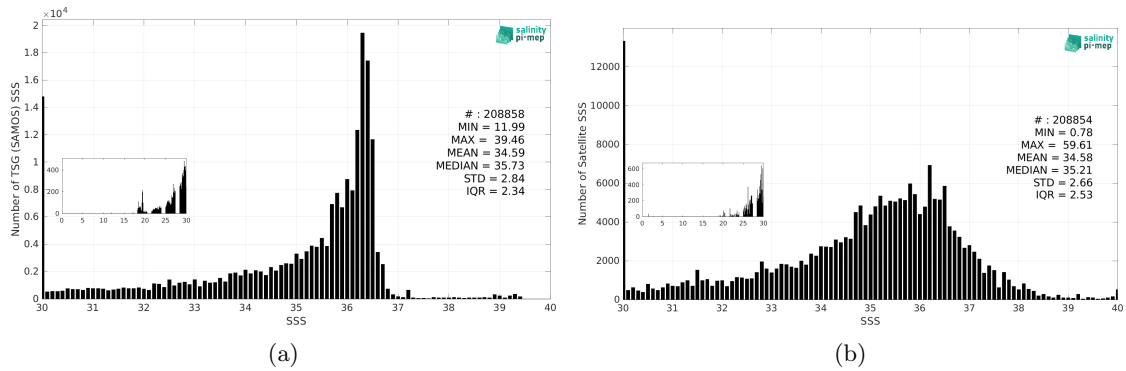 ×10⁴
2
1.8
1.6
1.4
1.2
1
0.8
0.6
0.4
0.2
0
Number of TSG (SAMOS) SSS
salinity
pi-mep
# : 208858
MIN = 11.99
MAX = 39.46
MEAN = 34.59
MEDIAN = 35.73
STD = 2.84
IQR = 2.34
400
200
0
0 5 10 15 20 25 30
30 31 32 33 34 35 36 37 38 39 40
SSS
(a)
12000
10000
8000
6000
4000
2000
0
Number of Satellite SSS
salinity
pi-mep
# : 208854
MIN = 0.78
MAX = 59.61
MEAN = 34.58
MEDIAN = 35.21
STD = 2.66
IQR = 2.53
600
400
200
0
0 5 10 15 20 25 30
30 31 32 33 34 35 36 37 38 39 40
SSS
(b)